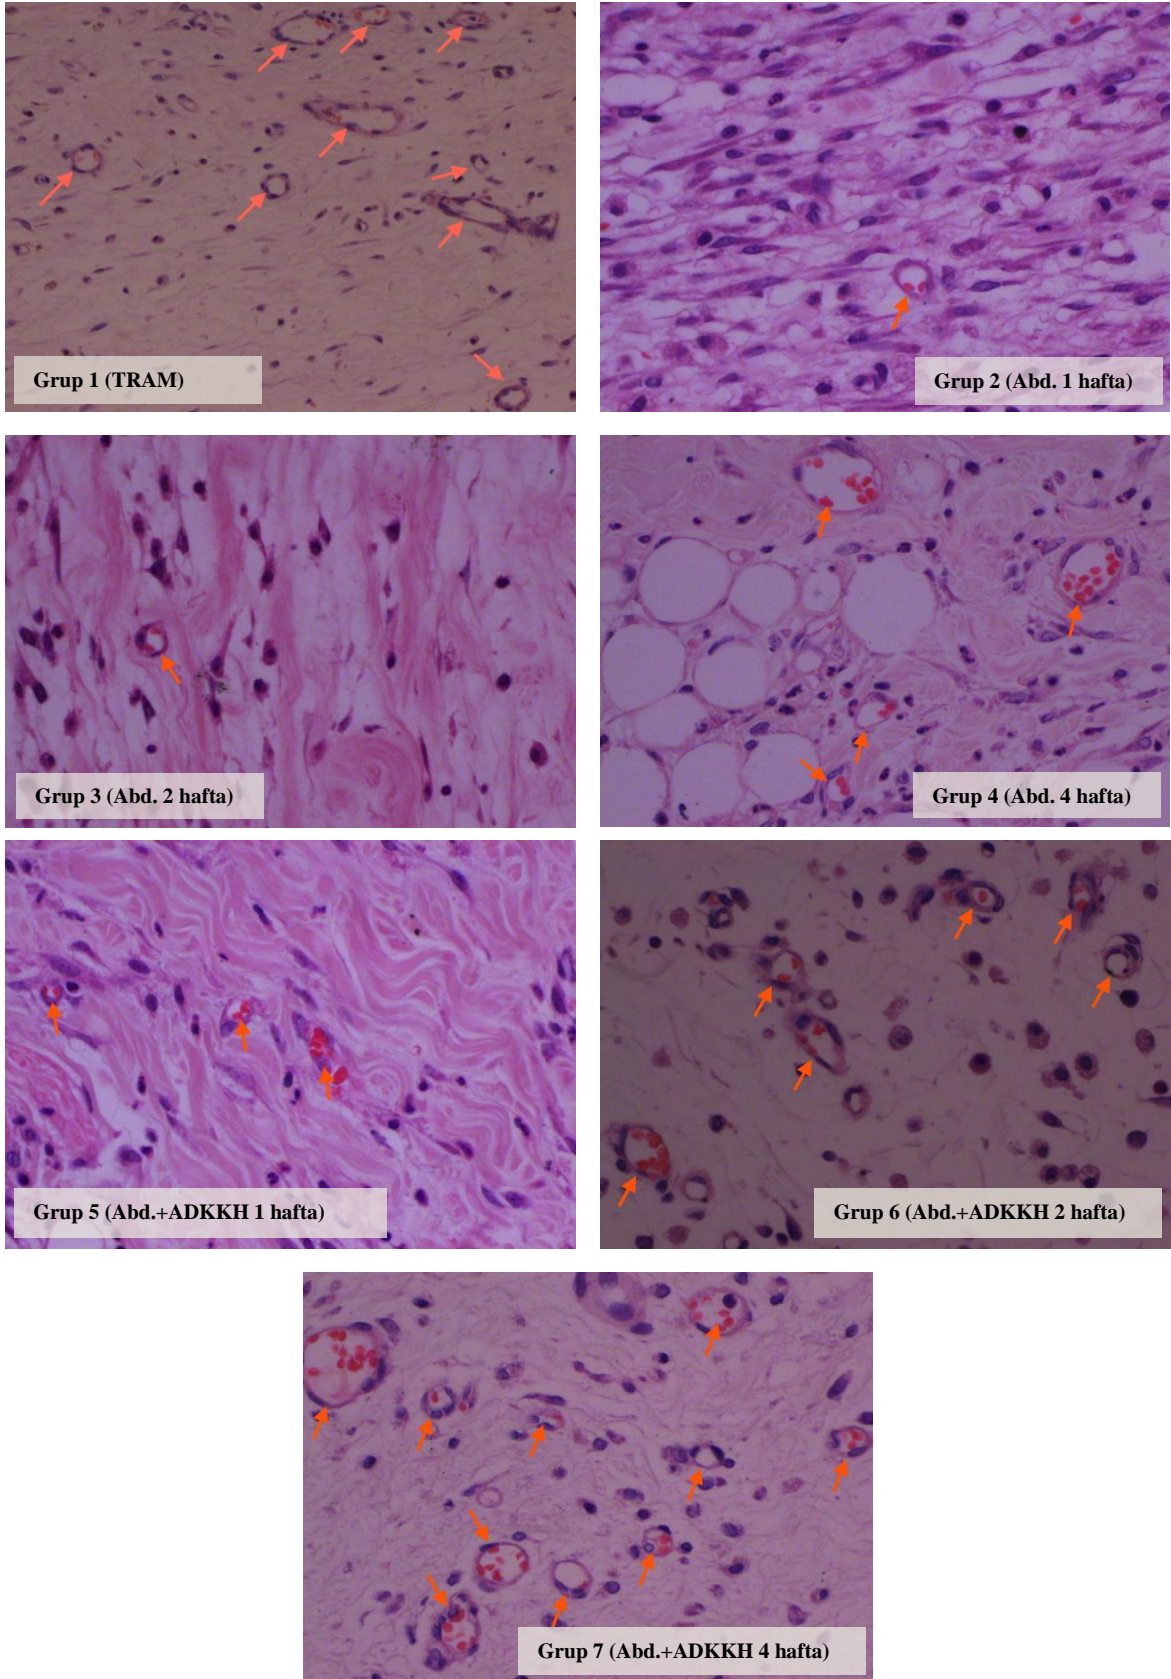 Grup 1 (TRAM)
Grup 2 (Abd. 1 hafta)
Grup 3 (Abd. 2 hafta)
Grup 4 (Abd. 4 hafta)
Grup 5 (Abd.+ADKKH 1 hafta)
Grup 6 (Abd.+ADKKH 2 hafta)
Grup 7 (Abd.+ADKKH 4 hafta)